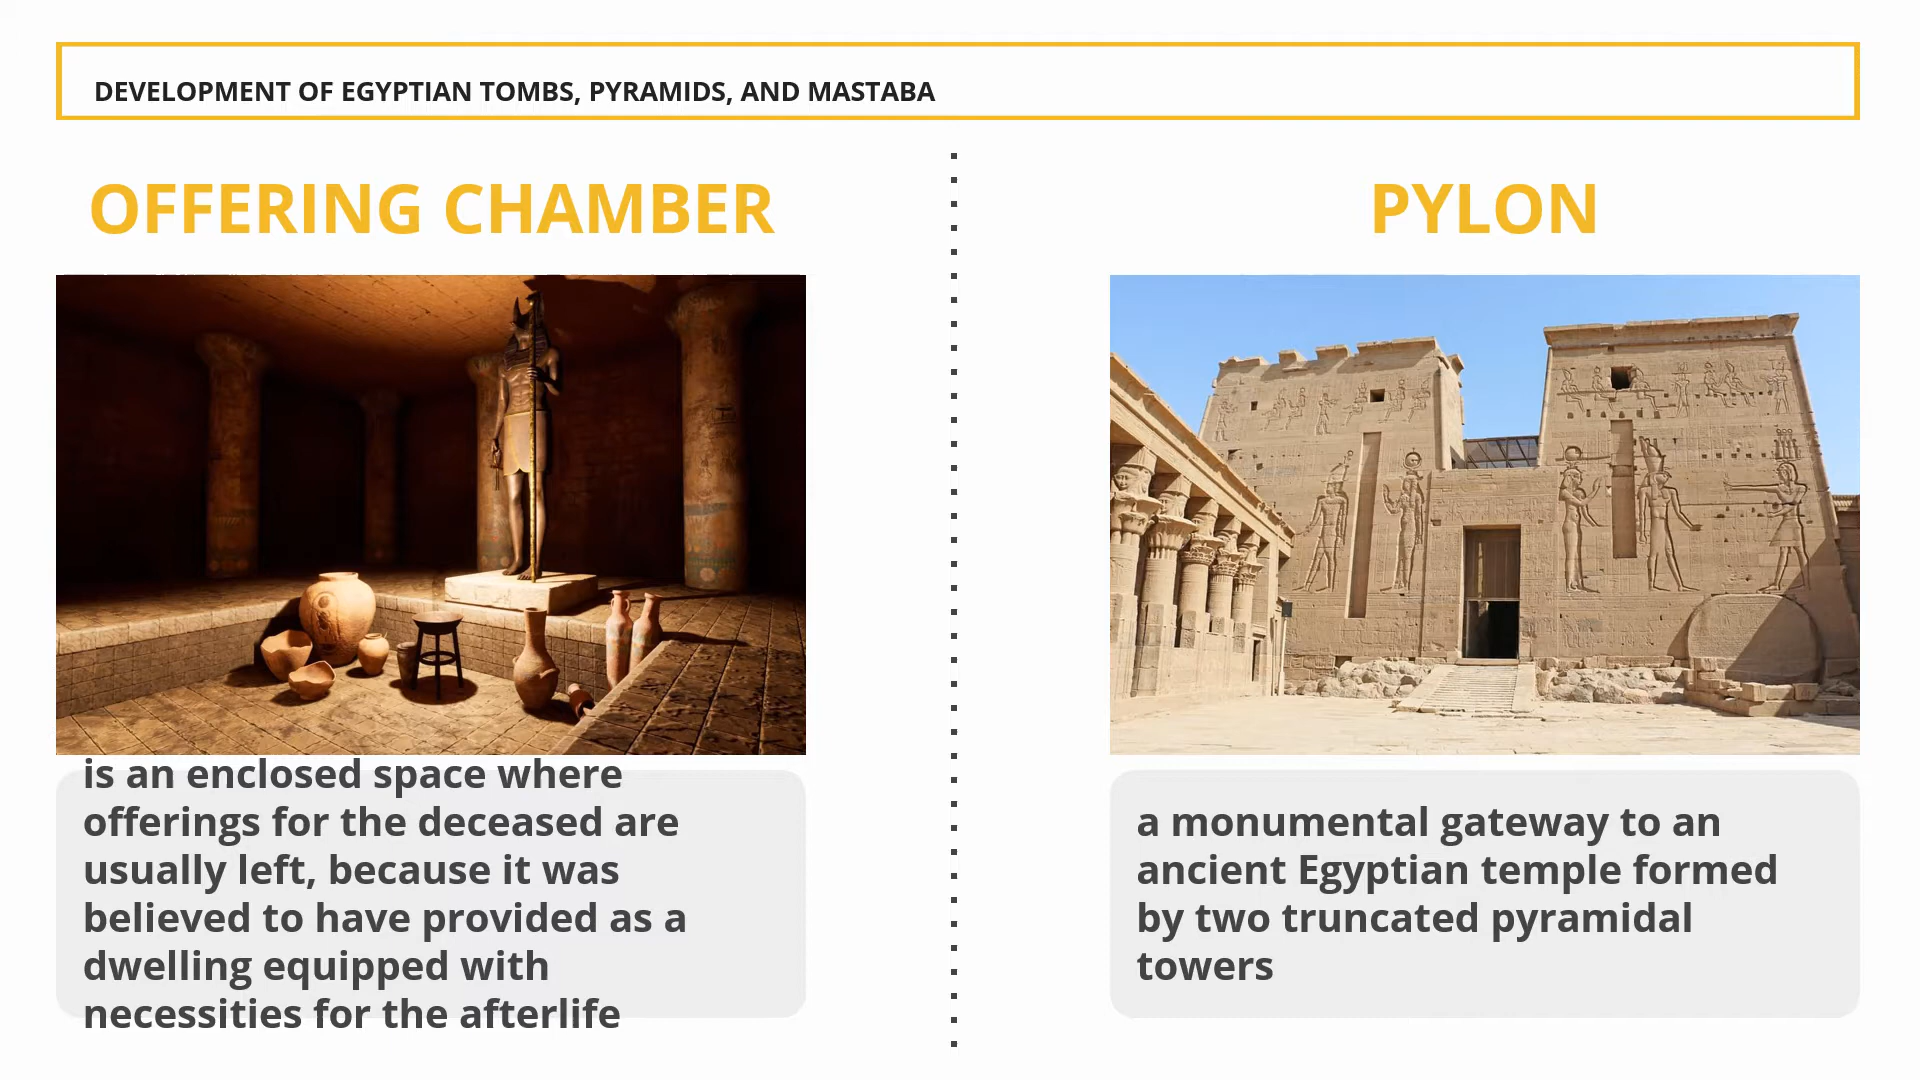 DEVELOPMENT OF EGYPTIAN TOMBS, PYRAMIDS, AND MASTABA
OFFERING CHAMBER
is an enclosed space where
offerings for the deceased are
usually left, because it was
believed to have provided as a
dwelling equipped with
necessities for the afterlife
PYLON
a monumental gateway to an
ancient Egyptian temple formed
by two truncated pyramidal
towers